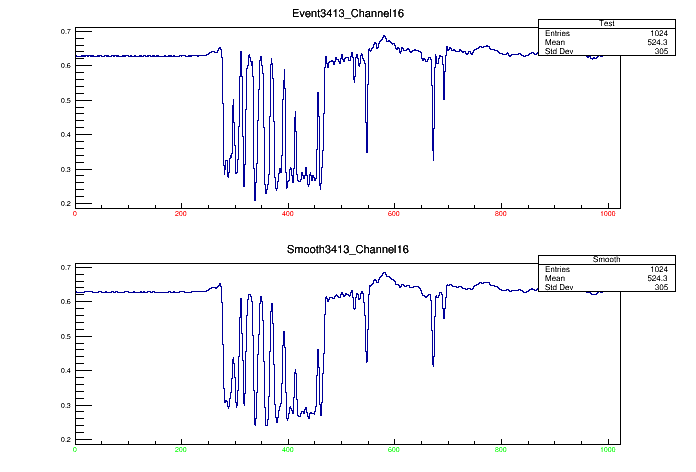 Event3413_Channel16
Test
Entries 1024
Mean 524.3
Std Dev 305
0.7
0.6
0.5
0.4
0.3
0.2
0 200 400 600 800 1000
Smooth3413_Channel16
Smooth
Entries 1024
Mean 524.3
Std Dev 305
0.7
0.6
0.5
0.4
0.3
0.2
0 200 400 600 800 1000